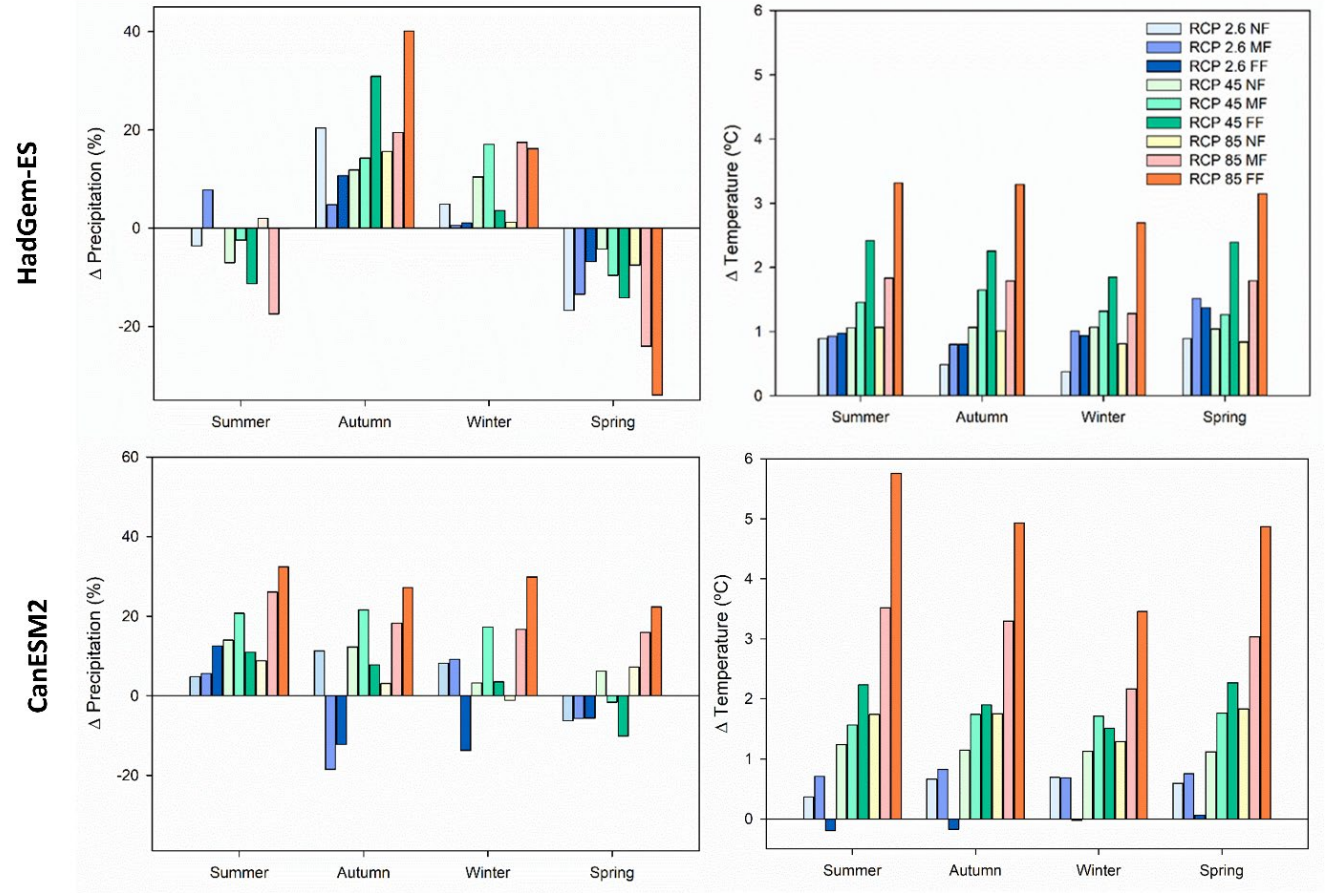 HadGem-ES
Δ Precipitation (%)
40
20
0
-20
Summer Autumn Winter Spring
Δ Temperature (ºC)
6
5
4
3
2
1
0
Summer Autumn Winter Spring
RCP 2.6 NF
RCP 2.6 MF
RCP 2.6 FF
RCP 45 NF
RCP 45 MF
RCP 45 FF
RCP 85 NF
RCP 85 MF
RCP 85 FF
CanESM2
Δ Precipitation (%)
60
40
20
0
-20
Summer Autumn Winter Spring
Δ Temperature (ºC)
6
5
4
3
2
1
0
Summer Autumn Winter Spring